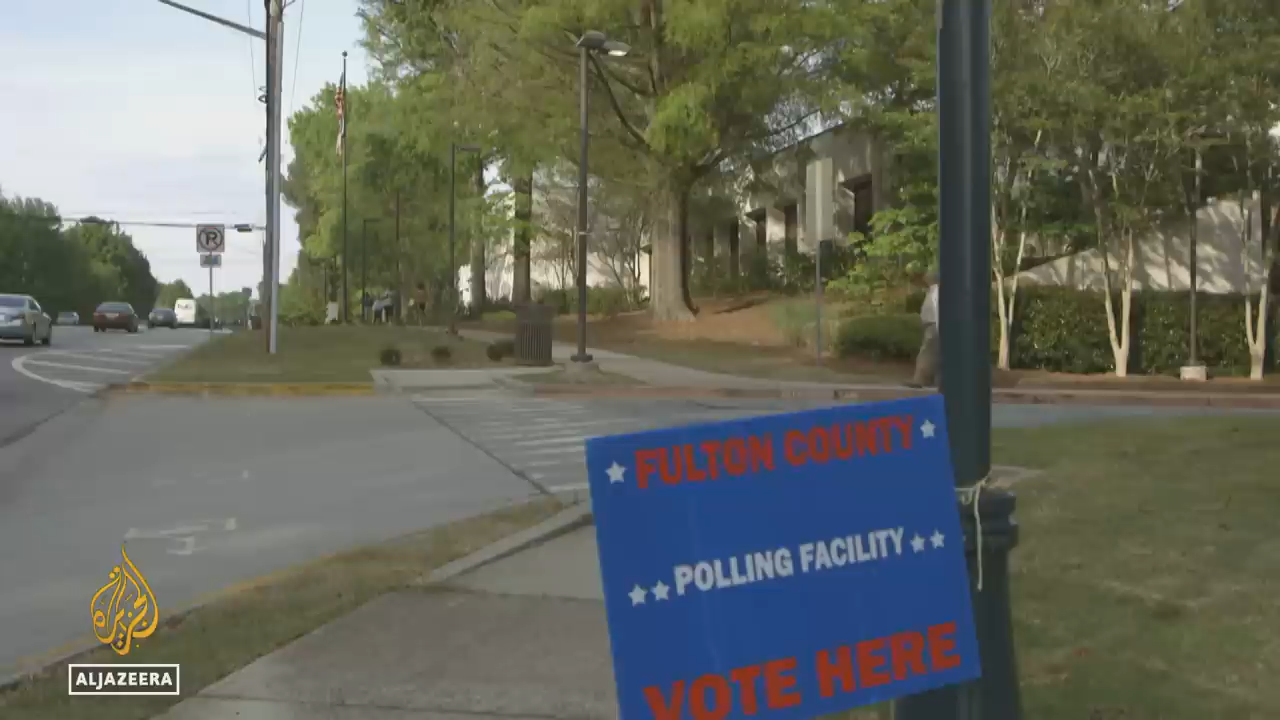 FULTON COUNTY
POLLING FACILITY
VOTE HERE
الجزيرة
ALJAZEERA